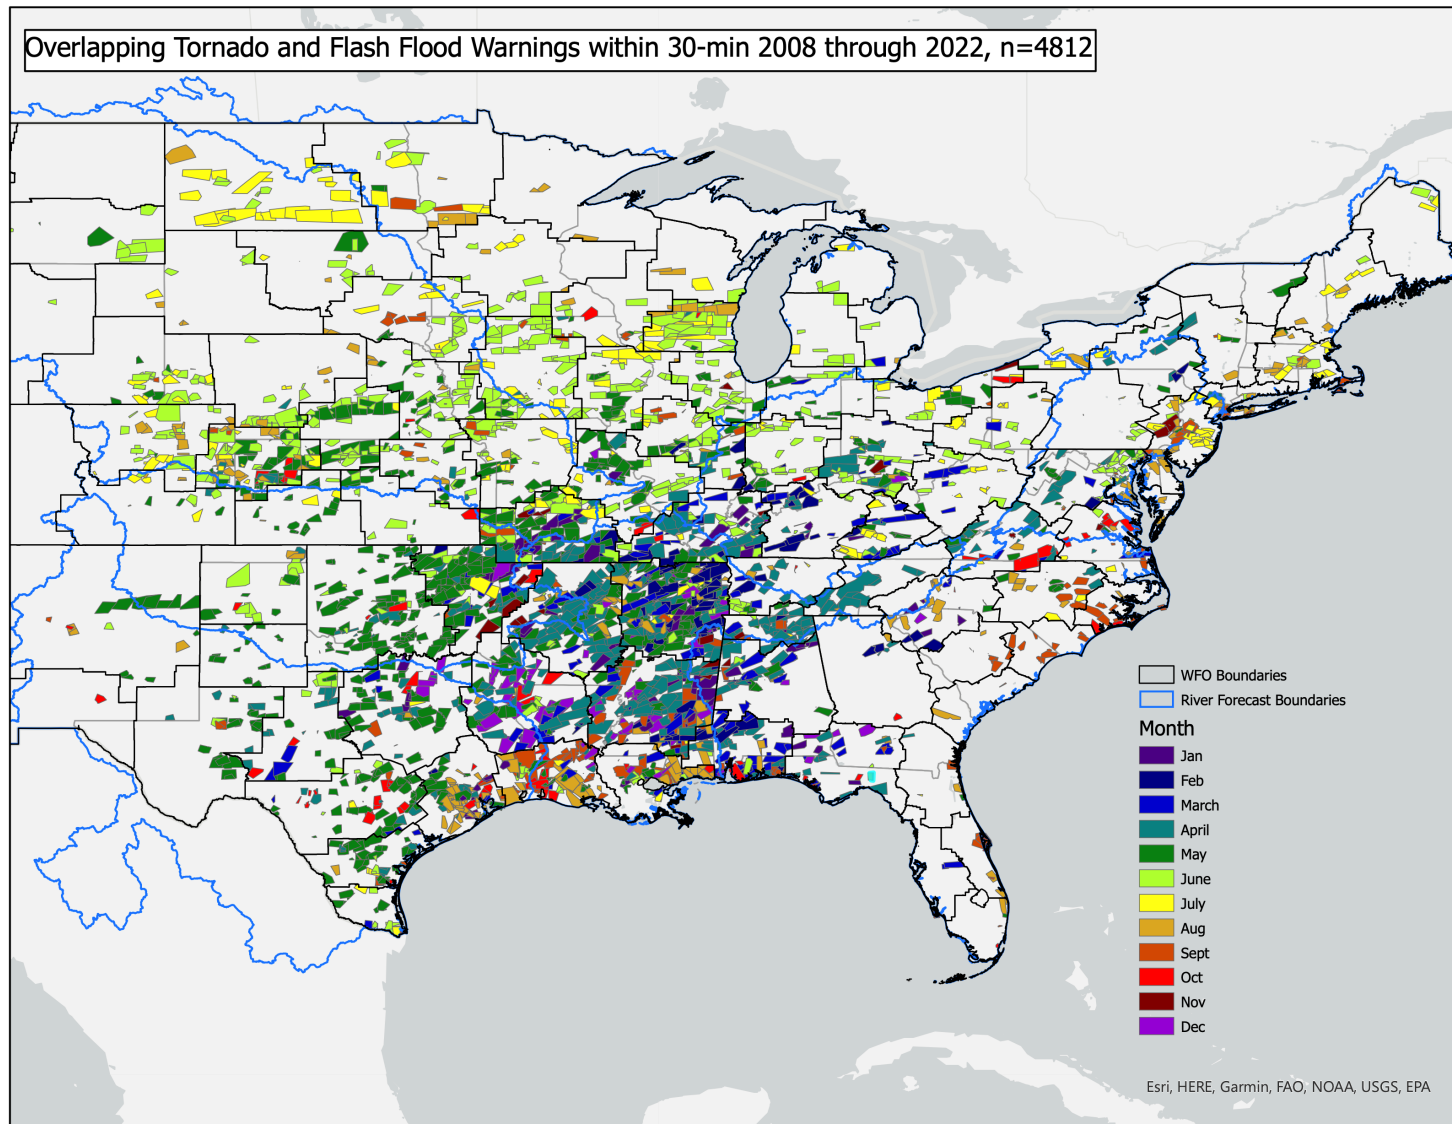 Overlapping Tornado and Flash Flood Warnings within 30-min 2008 through 2022, n=4812
WFO Boundaries
River Forecast Boundaries
Month
Jan
Feb
March
April
May
June
July
Aug
Sept
Oct
Nov
Dec
Esri, HERE, Garmin, FAO, NOAA, USGS, EPA